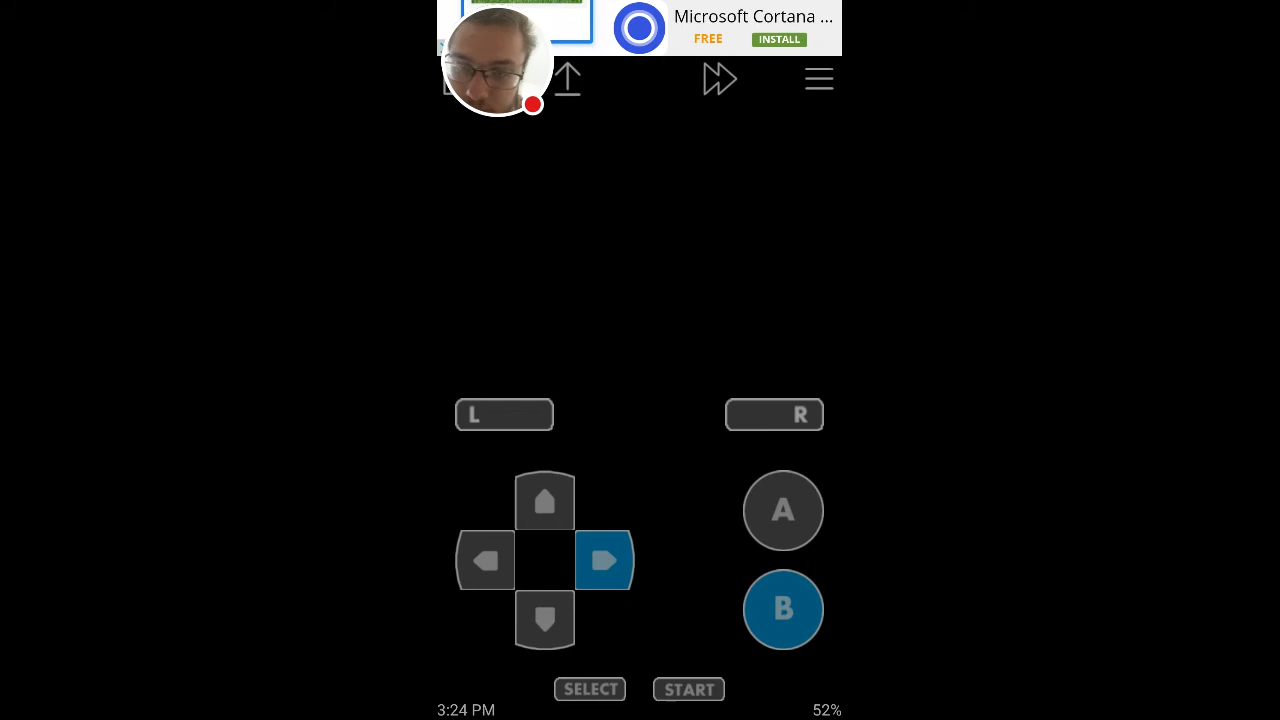 Microsoft Cortana ...
FREE
INSTALL
L
R
A
B
SELECT
START
3:24 PM
52%